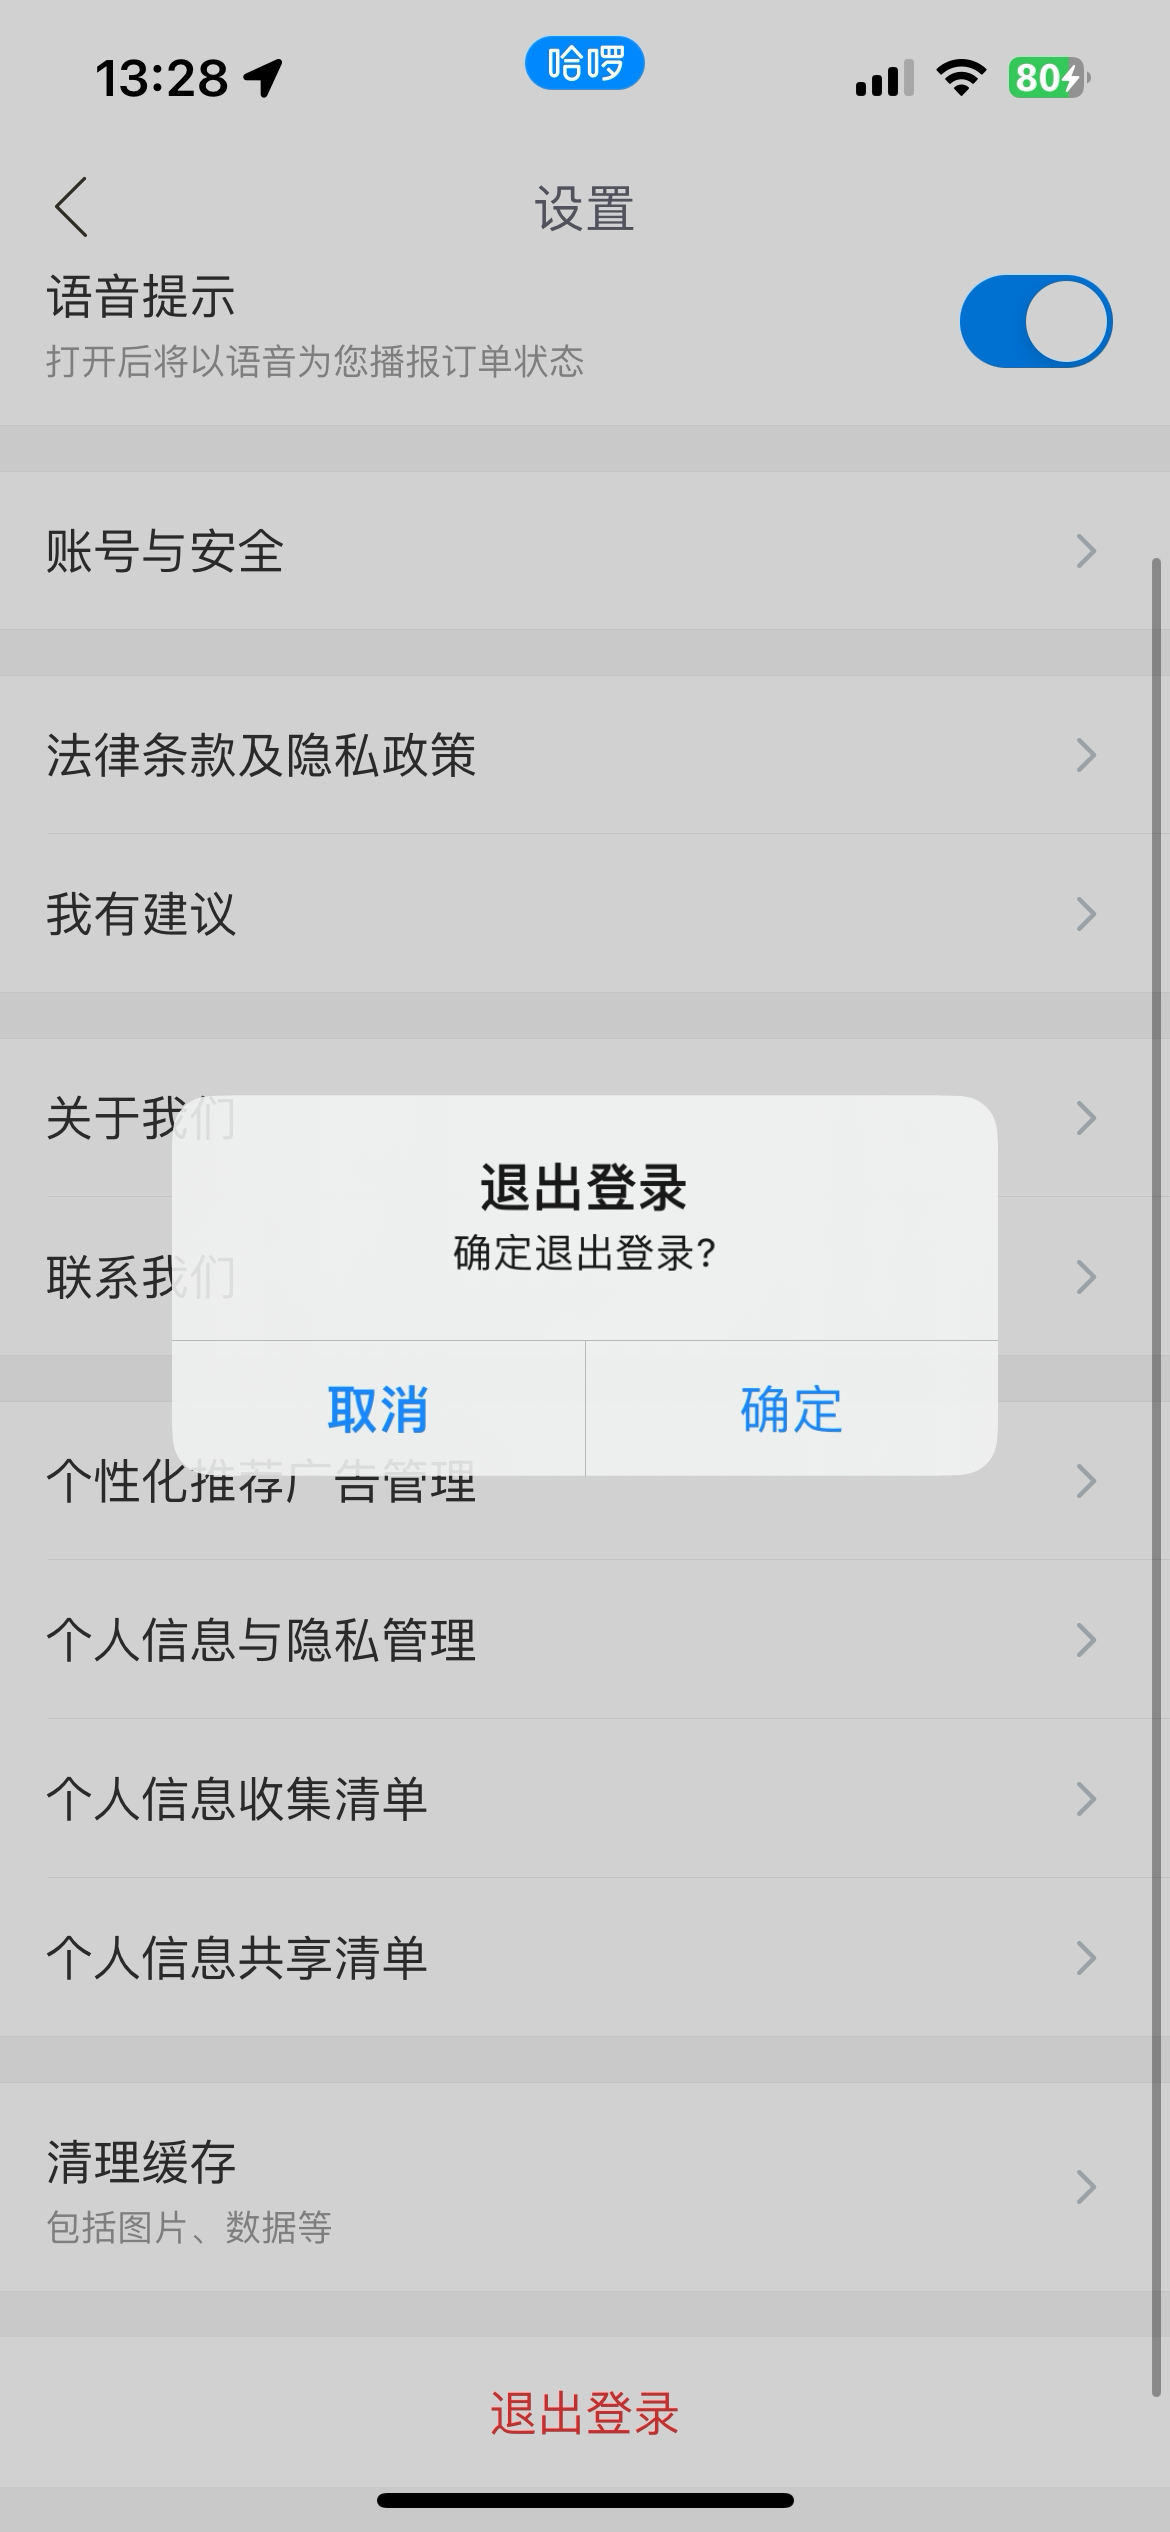 13:28
哈啰
80
设置
语音提示
打开后将以语音为您播报订单状态
账号与安全
法律条款及隐私政策
我有建议
关于我们
联系我们
退出登录
确定退出登录?
取消
确定
个性化推荐广告管理
个人信息与隐私管理
个人信息收集清单
个人信息共享清单
清理缓存
包括图片、数据等
退出登录